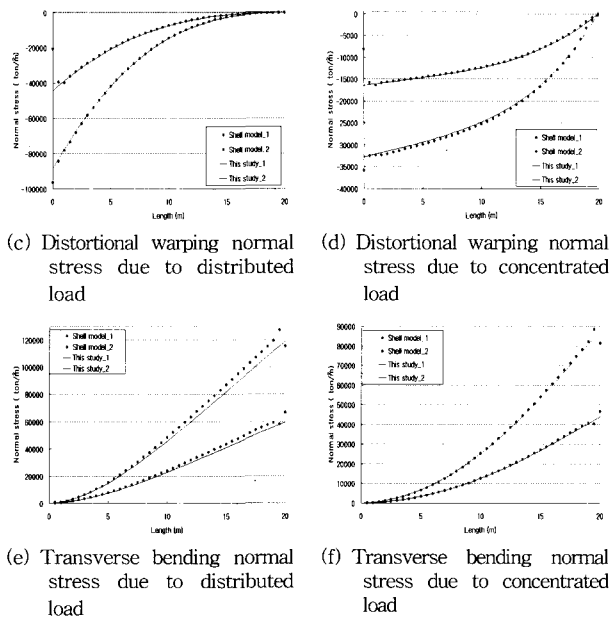 0
-20000
-40000
-60000
-80000
-100000
0 5 10 15 20
Length (m)
Normal stress ( ton/㎡)
Shell model_1
Shell model_2
This study_1
This study_2
0
-5000
-10000
-15000
-20000
-25000
-30000
-35000
-40000
0 5 10 15 20
Length (m)
Normal stress ( ton/㎡)
Shell model_1
Shell model_2
This study_1
This study_2
(c) Distortional warping normal
stress due to distributed
load
(d) Distortional warping normal
stress due to concentrated
load
120000
100000
80000
60000
40000
20000
0
0 5 10 15 20
Length (m)
Normal stress ( ton/㎡)
Shell model_1
Shell model_2
This study_1
This study_2
90000
80000
70000
60000
50000
40000
30000
20000
10000
0
0 5 10 15 20
Length (m)
Normal stress ( ton/㎡)
Shell model_1
Shell model_2
This study_1
This study_2
(e) Transverse bending normal
stress due to distributed
load
(f) Transverse bending normal
stress due to concentrated
load